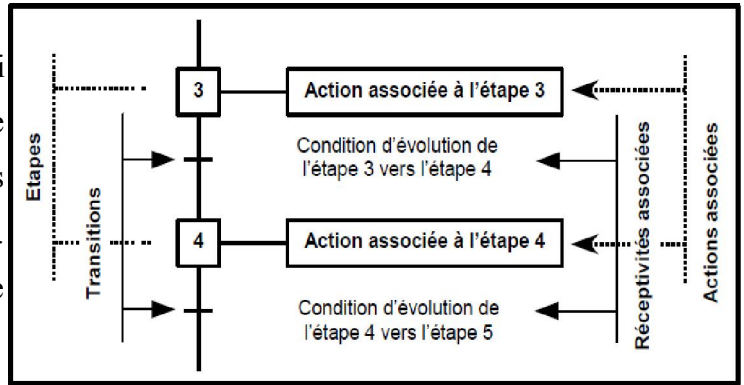 3
Action associée à l'étape 3
Condition d'évolution de
l'étape 3 vers l'étape 4
4
Action associée à l'étape 4
Condition d'évolution de
l'étape 4 vers l'étape 5
Etapes
Transitions
Réceptivités associées
Actions associées